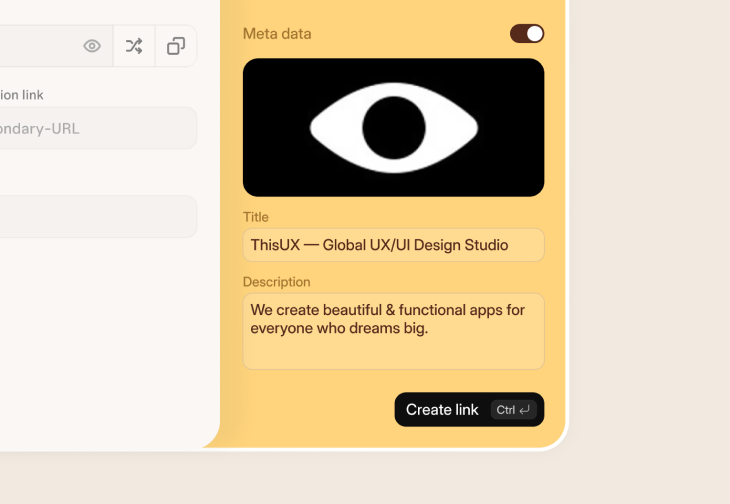 Meta data
ion link
ondary-URL
Title
ThisUX — Global UX/UI Design Studio
Description
We create beautiful & functional apps for
everyone who dreams big.
Create link Ctrl